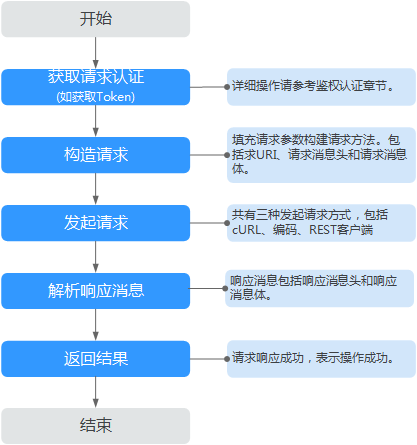 开始
获取请求认证
(如获取Token)
详细操作请参考鉴权认证章节。
构造请求
填充请求参数构建请求方法。包
括求URI、请求消息头和请求消息
体。
发起请求
共有三种发起请求方式，包括
cURL、编码、REST客户端
解析响应消息
响应消息包括响应消息头和响应
消息体。
返回结果
请求响应成功，表示操作成功。
结束